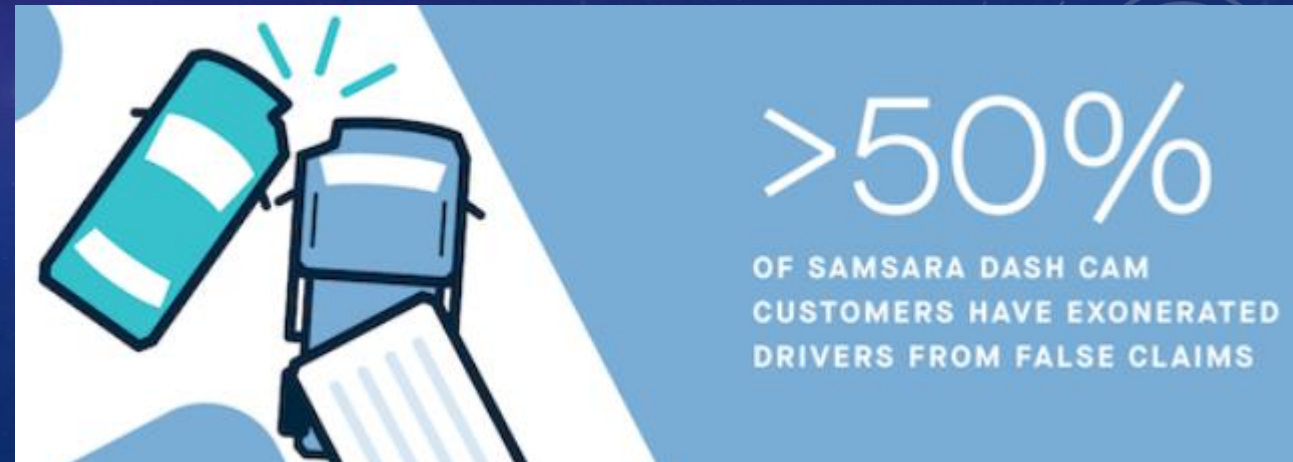 >50%
OF SAMSARA DASH CAM
CUSTOMERS HAVE EXONERATED
DRIVERS FROM FALSE CLAIMS